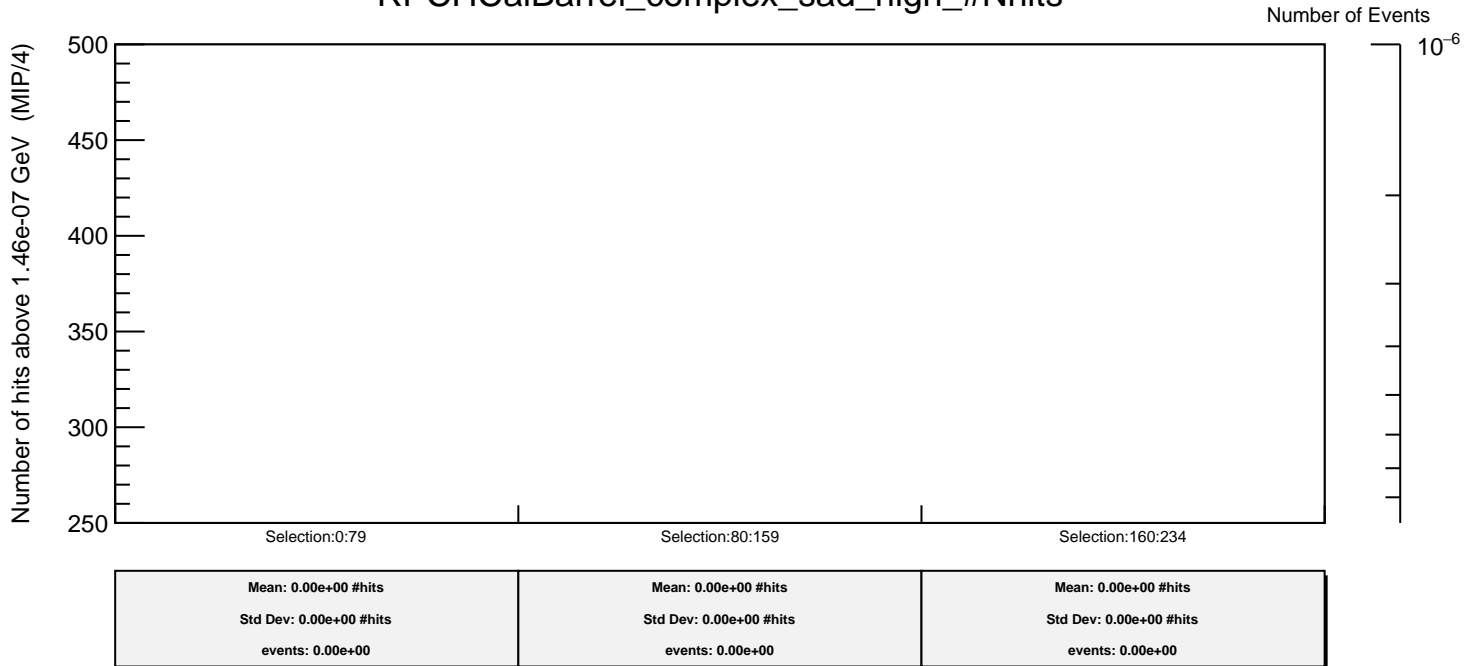 RPCHCalBarrel_complex_sad_high_#Nhits
Number of Events
Number of hits above 1.46e-07 GeV (MIP/4)
500
450
400
350
300
250
10−6
Selection:0:79
Selection:80:159
Selection:160:234
Mean: 0.00e+00 #hits
Std Dev: 0.00e+00 #hits
events: 0.00e+00
Mean: 0.00e+00 #hits
Std Dev: 0.00e+00 #hits
events: 0.00e+00
Mean: 0.00e+00 #hits
Std Dev: 0.00e+00 #hits
events: 0.00e+00